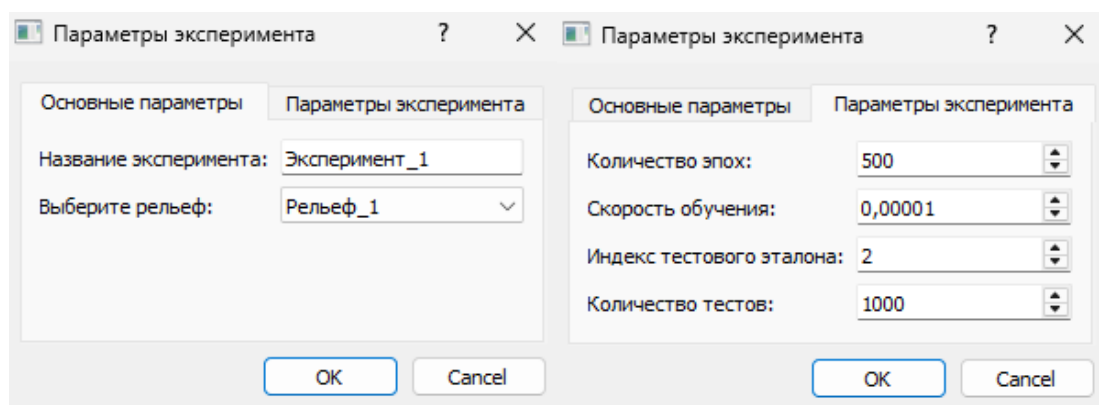 Параметры эксперимента ?
Основные параметры Параметры эксперимента
Название эксперимента: Эксперимент_1
Выберите рельеф: Рельеф_1
OK Cancel
Параметры эксперимента ?
Основные параметры Параметры эксперимента
Количество эпох: 500
Скорость обучения: 0,00001
Индекс тестового эталона: 2
Количество тестов: 1000
OK Cancel